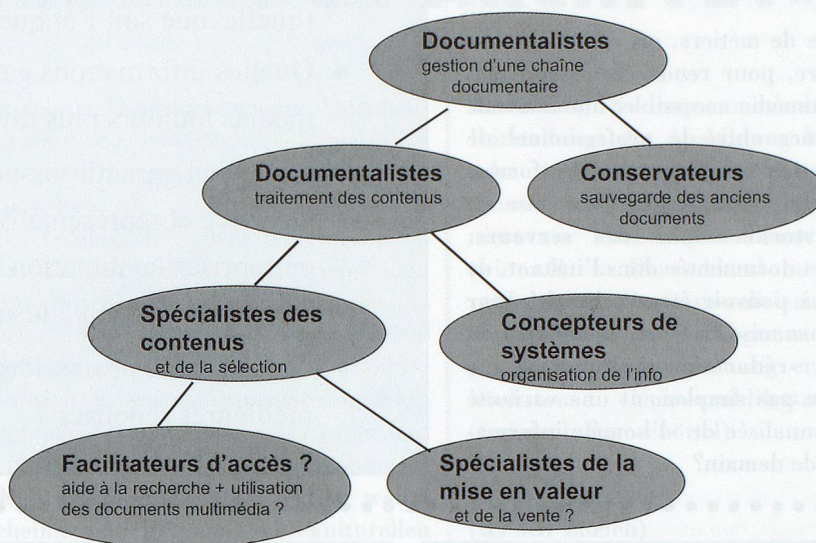 Documentalistes
gestion d'une chaîne
documentaire
Documentalistes
traitement des contenus
Conservateurs
sauvegarde des anciens
documents
Spécialistes des
contenus
et de la sélection
Concepteurs de
systèmes
organisation de l'info
Facilitateurs d'accès ?
aide à la recherche + utilisation
des documents multimédia ?
Spécialistes de la
mise en valeur
et de la vente ?